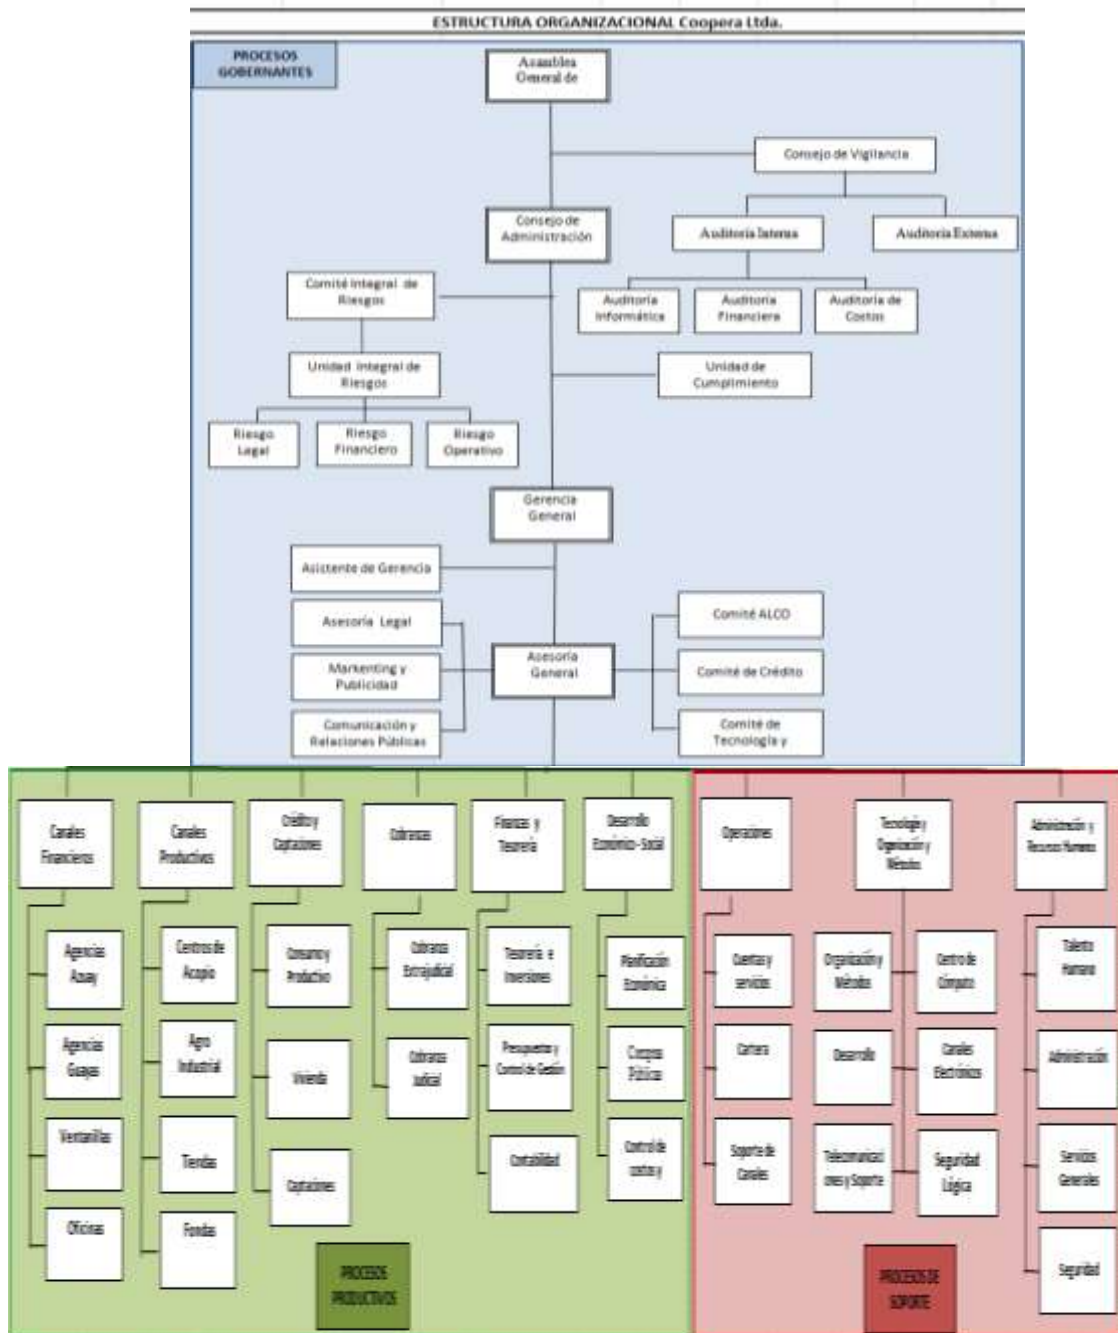 ESTRUCTURA ORGANIZACIONAL Coopera Ltda.
PROCESOS
GOBERNANTES
Asamblea
General de
Consejo de Vigilancia
Consejo de
Administración
Auditoría Interna
Auditoría Externa
Comité Integral de
Riesgos
Auditoría
Informática
Auditoría
Financiera
Auditoría de
Costos
Unidad Integral de
Riesgos
Unidad de
Cumplimiento
Riesgo
Legal
Riesgo
Financiero
Riesgo
Operativo
Gerencia
General
Asistente de Gerencia
Asesoría Legal
Comité ALCO
Asesoría
General
Markenting y
Publicidad
Comité de Crédito
Comunicación y
Relaciones Públicas
Comité de
Tecnología y
Canales
Financieros
Canales
Productivos
Crédito y
Captaciones
Cobranzas
Finanzas y
Tesorería
Desarrollo
Económico - Social
Operaciones
Tecnología y
Organización y
Métodos
Administración y
Recursos Humanos
Agencias
Azuay
Centros de
Acopio
Consumo y
Productivo
Cobranza
Extrajudicial
Tesorería e
Inversiones
Planificación
Económica
Cuentas y
servicios
Organización y
Métodos
Centro de
Cómputo
Talento
Humano
Agencias
Guayas
Agro
Industrial
Vivienda
Cobranza
Judicial
Presupuestos y
Control de Gestión
Compras
Públicas
Cartera
Desarrollo
Canales
Electrónicos
Administración
Ventanillas
Tiendas
Captaciones
Contabilidad
Control de
costos y
Soporte de
Canales
Telecomunicaci
ones y Soporte
Seguridad
Lógica
Servicios
Generales
Oficinas
Fondas
Seguridad
PROCESOS
PRODUCTIVOS
PROCESOS DE
SOPORTE